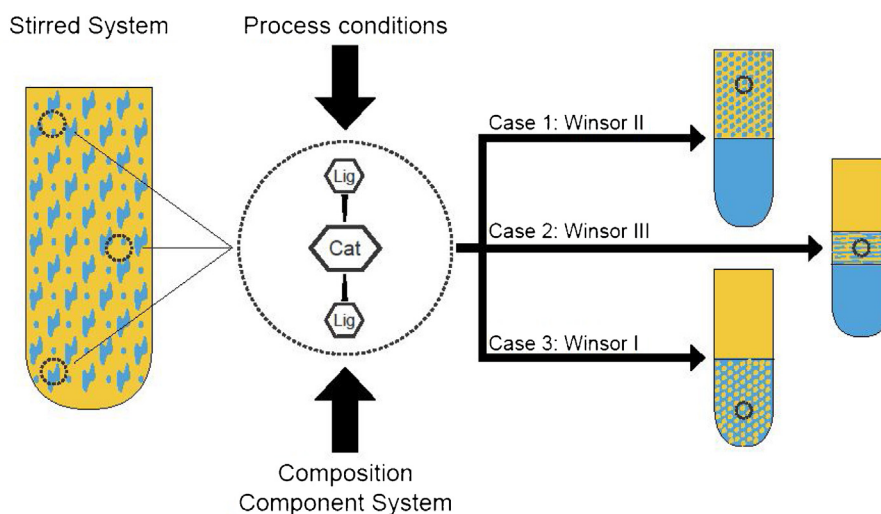 Stirred System
Process conditions
Lig
Cat
Lig
Case 1: Winsor II
Case 2: Winsor III
Case 3: Winsor I
Composition
Component System